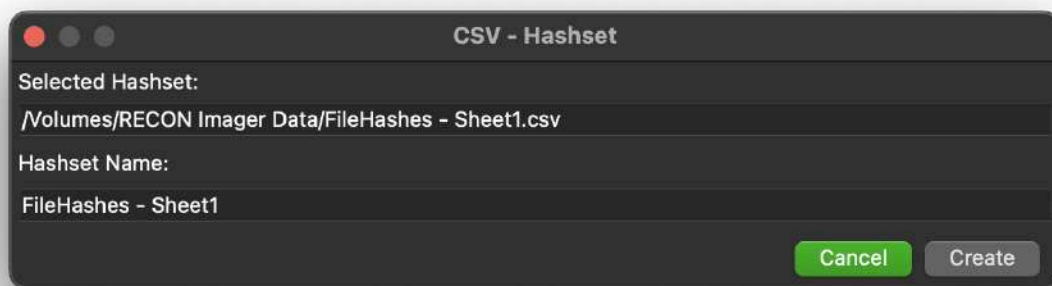 CSV - Hashset
Selected Hashset:
/Volumes/RECON Imager Data/FileHashes - Sheet1.csv
Hashset Name:
FileHashes - Sheet1
Cancel
Create